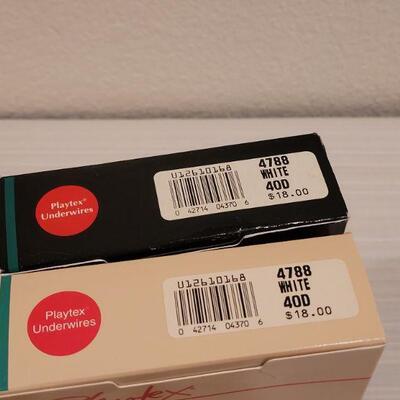 Playtex®
Underwires
U12610168
0 42714 04370 6
4788
WHITE
40D
$18.00
Playtex®
Underwires
U12610168
0 42714 04370 6
4788
WHITE
40D
$18.00
Playtex